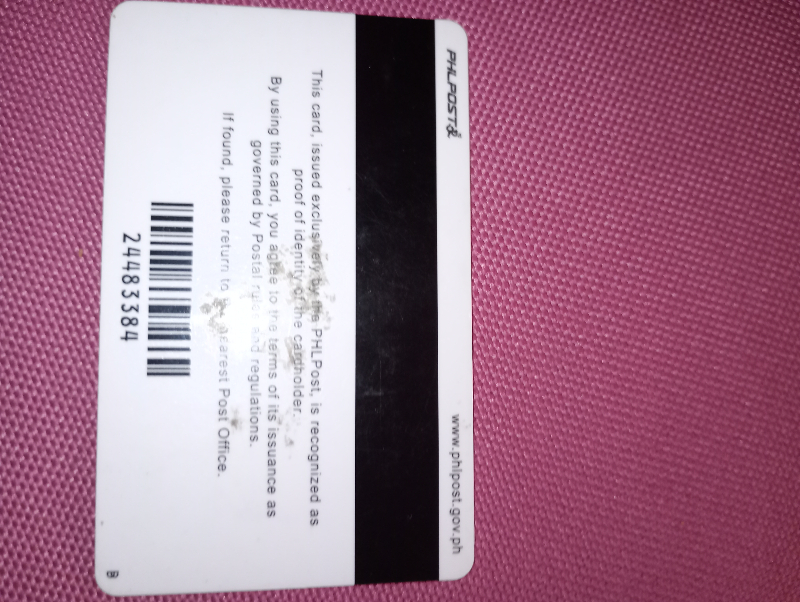 PHLPOST
www.phlpost.gov.ph
This card, issued exclusively by the PHLPost, is recognized as
proof of identity of the cardholder.
By using this card, you agree to the terms of its issuance as
governed by Postal rules and regulations.
If found, please return to the nearest Post Office.
24483384